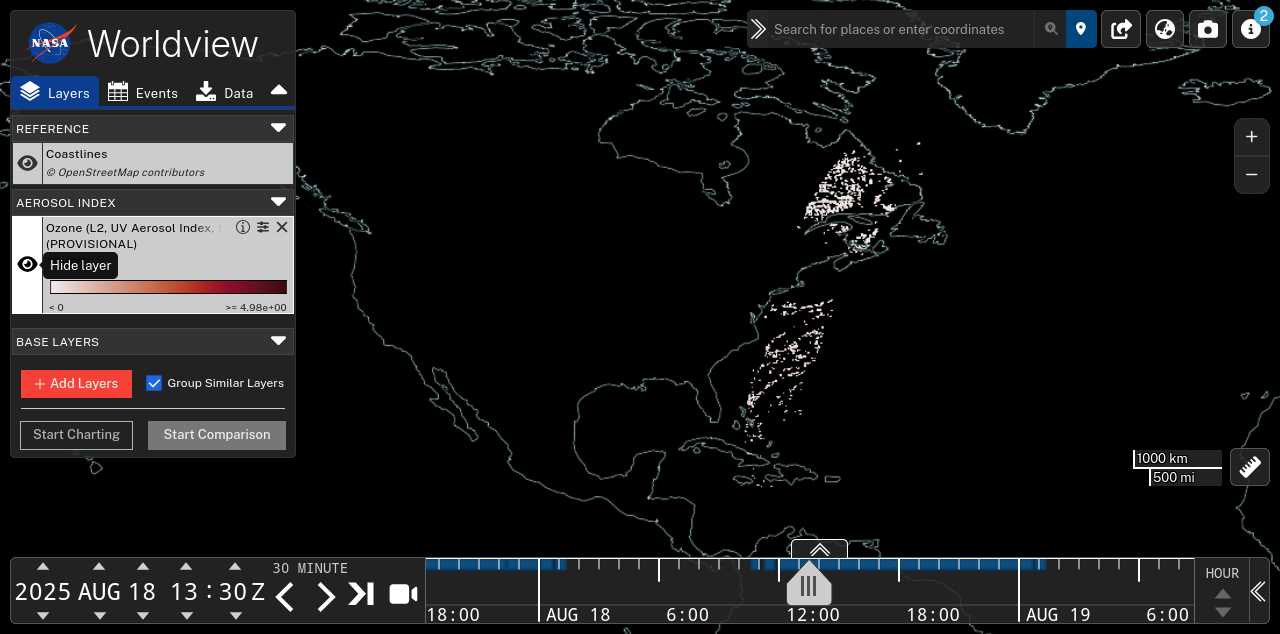 NASA
Worldview
Layers
Events
Data
REFERENCE
Coastlines
© OpenStreetMap contributors
AEROSOL INDEX
Ozone (L2, UV Aerosol Index,
(PROVISIONAL)
Hide layer
< 0
>= 4.98e+00
BASE LAYERS
+ Add Layers
Group Similar Layers
Start Charting
Start Comparison
Search for places or enter coordinates
2
+
−
1000 km
500 mi
2025 AUG 18 13 : 30 Z
30 MINUTE
18:00
AUG 18
6:00
12:00
18:00
AUG 19
6:00
HOUR